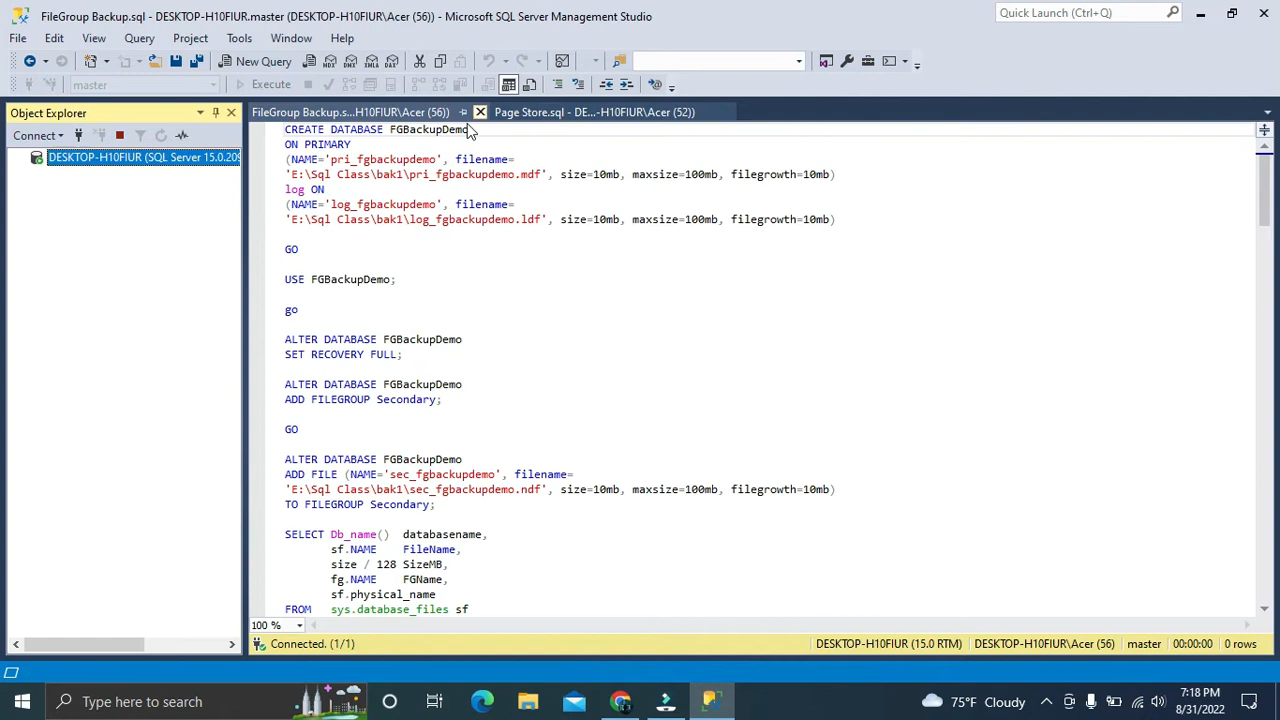 FileGroup Backup.sql - DESKTOP-H10FIUR.master (DESKTOP-H10FIUR\Acer (56)) - Microsoft SQL Server Management Studio
Quick Launch (Ctrl+Q)
File Edit View Query Project Tools Window Help
New Query MDX DMX XMLA DAX
master Execute
Object Explorer
FileGroup Backup.s...H10FIUR\Acer (56)) Page Store.sql - DE...-H10FIUR\Acer (52))
Connect
DESKTOP-H10FIUR (SQL Server 15.0.209
CREATE DATABASE FGBackupDemo
ON PRIMARY
(NAME='pri_fgbackupdemo', filename=
'E:\Sql Class\bak1\pri_fgbackupdemo.mdf', size=10mb, maxsize=100mb, filegrowth=10mb)
log ON
(NAME='log_fgbackupdemo', filename=
'E:\Sql Class\bak1\log_fgbackupdemo.ldf', size=10mb, maxsize=100mb, filegrowth=10mb)
GO
USE FGBackupDemo;
go
ALTER DATABASE FGBackupDemo
SET RECOVERY FULL;
ALTER DATABASE FGBackupDemo
ADD FILEGROUP Secondary;
GO
ALTER DATABASE FGBackupDemo
ADD FILE (NAME='sec_fgbackupdemo', filename=
'E:\Sql Class\bak1\sec_fgbackupdemo.ndf', size=10mb, maxsize=100mb, filegrowth=10mb)
TO FILEGROUP Secondary;
SELECT Db_name() databasename,
sf.NAME FileName,
size / 128 SizeMB,
fg.NAME FGName,
sf.physical_name
FROM sys.database_files sf
100 %
Connected. (1/1) DESKTOP-H10FIUR (15.0 RTM) DESKTOP-H10FIUR\Acer (56) master 00:00:00 0 rows
Type here to search
75°F Cloudy
7:18 PM
8/31/2022